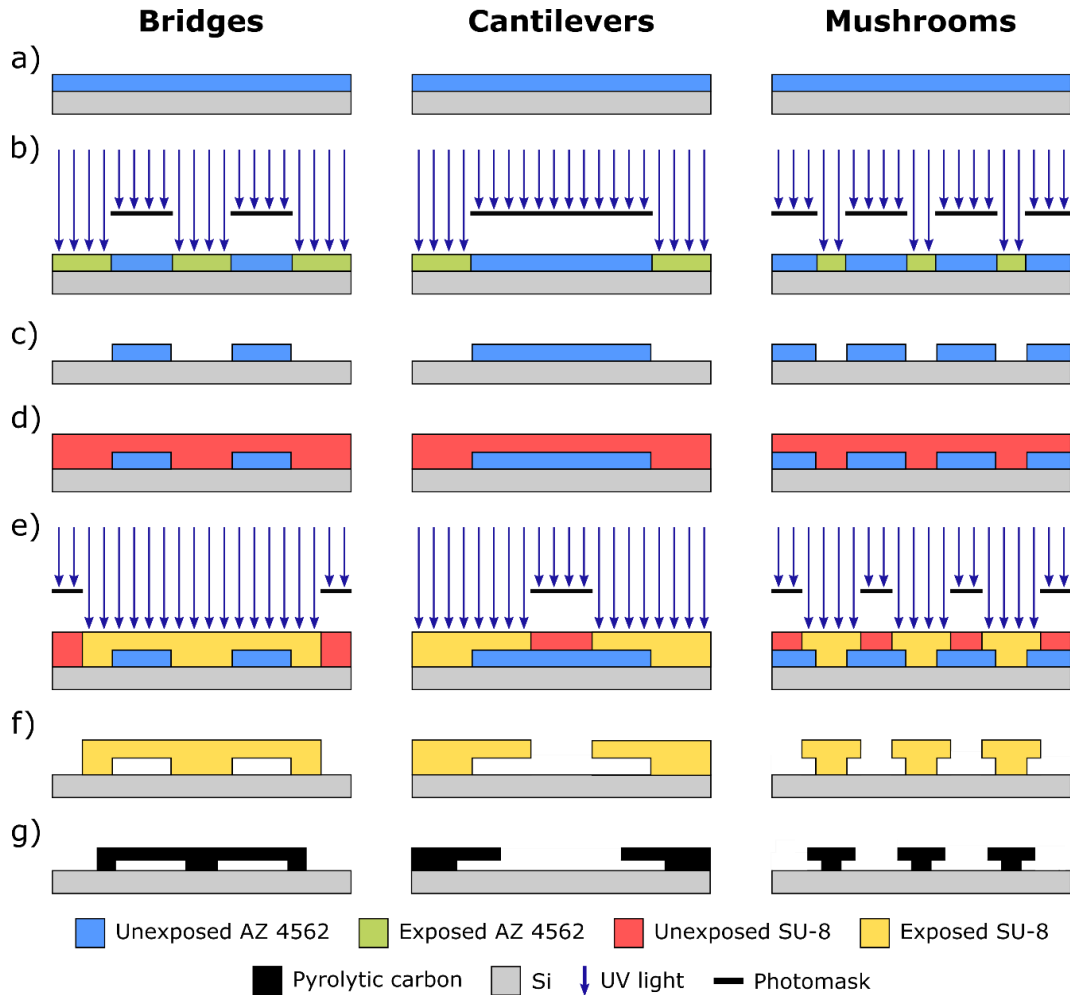 Bridges Cantilevers Mushrooms
a)
b)
c)
d)
e)
f)
g)
Unexposed AZ 4562 Exposed AZ 4562 Unexposed SU-8 Exposed SU-8
Pyrolytic carbon Si UV light Photomask